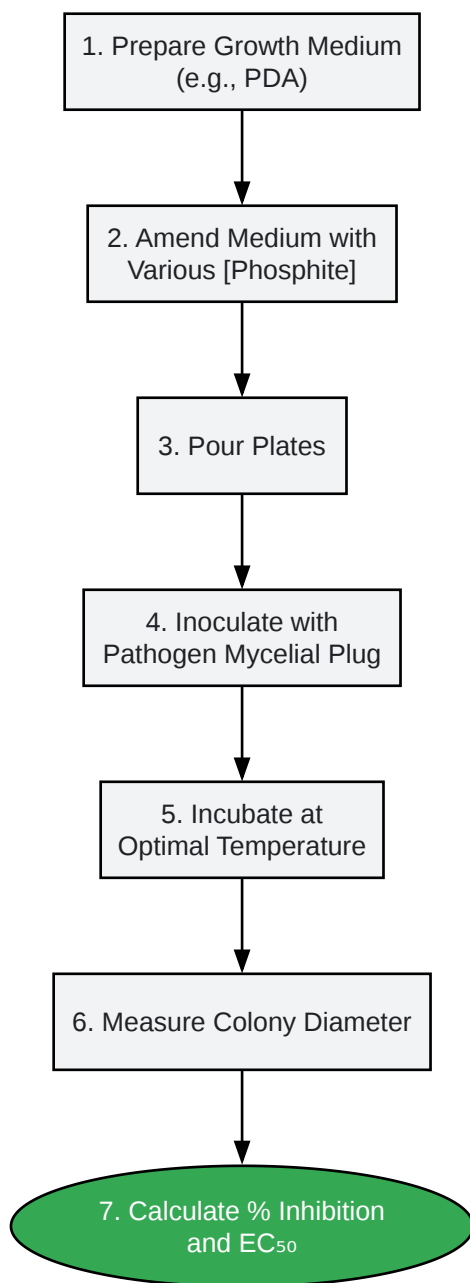 1. Prepare Growth Medium
(e.g., PDA)
2. Amend Medium with
Various [Phosphite]
3. Pour Plates
4. Inoculate with
Pathogen Mycelial Plug
5. Incubate at
Optimal Temperature
6. Measure Colony Diameter
7. Calculate % Inhibition
and EC₅₀